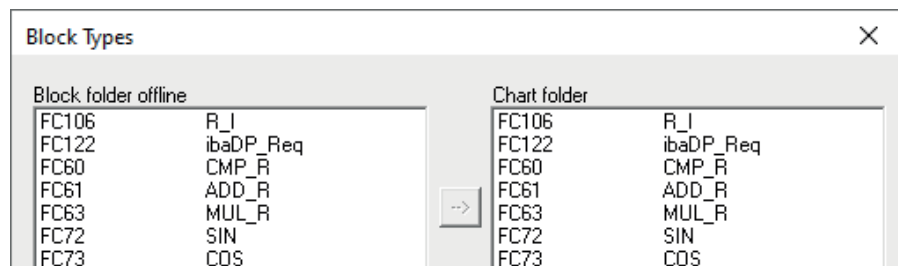 Block Types
Block folder offline Chart folder
FC106 R_I FC106 R_I
FC122 ibaDP_Req FC122 ibaDP_Req
FC60 CMP_R FC60 CMP_R
FC61 ADD_R FC61 ADD_R
FC63 MUL_R --> FC63 MUL_R
FC72 SIN FC72 SIN
FC73 COS FC73 COS